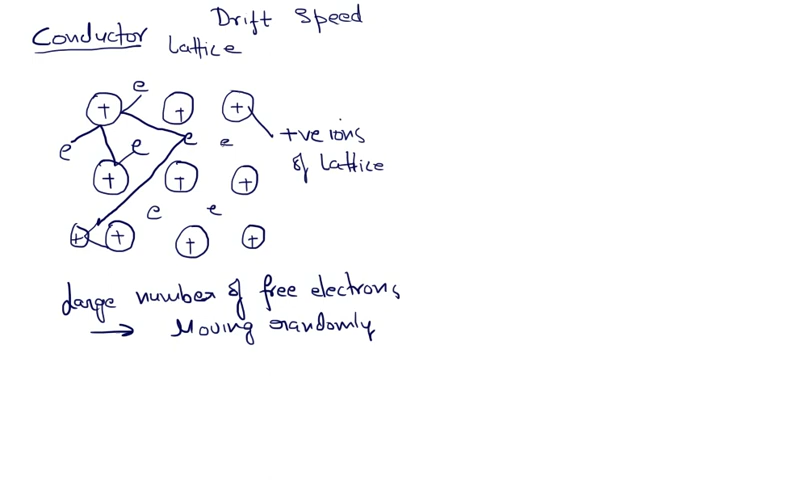 Drift Speed
Conductor Lattice
e
+ + +
e e e e
+ve ions
of lattice
+ + +
e e
+ + + +
Large number of free electrons
→ Moving randomly